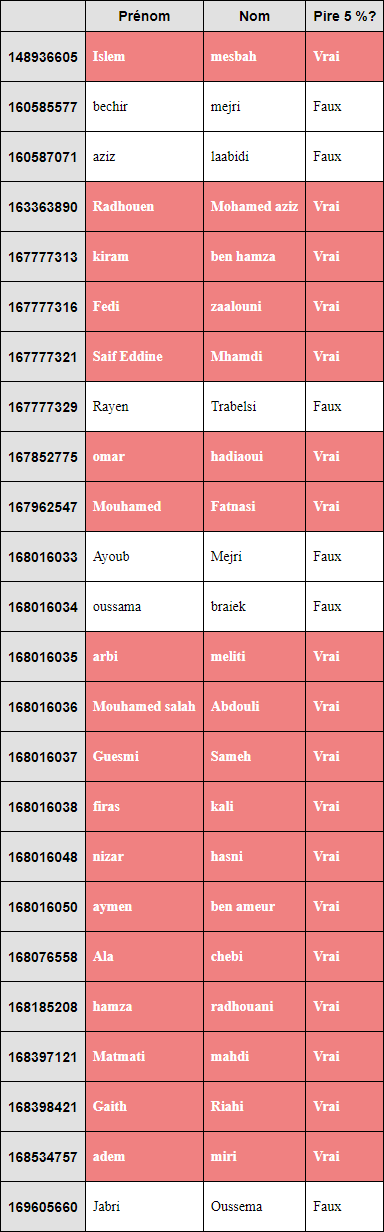 Prénom Nom Pire 5 %?
148936605 Islem mesbah Vrai
160585577 bechir mejri Faux
160587071 aziz laabidi Faux
163363890 Radhouen Mohamed aziz Vrai
167777313 kiram ben hamza Vrai
167777316 Fedi zaalouni Vrai
167777321 Saif Eddine Mhamdi Vrai
167777329 Rayen Trabelsi Faux
167852775 omar hadiaoui Vrai
167962547 Mouhamed Fatnasi Vrai
168016033 Ayoub Mejri Faux
168016034 oussama braiek Faux
168016035 arbi meliti Vrai
168016036 Mouhamed salah Abdouli Vrai
168016037 Guesmi Sameh Vrai
168016038 firas kali Vrai
168016048 nizar hasni Vrai
168016050 aymen ben ameur Vrai
168076558 Ala chebi Vrai
168185208 hamza radhouani Vrai
168397121 Matmati mahdi Vrai
168398421 Gaith Riahi Vrai
168534757 adem miri Vrai
169605660 Jabri Oussema Faux